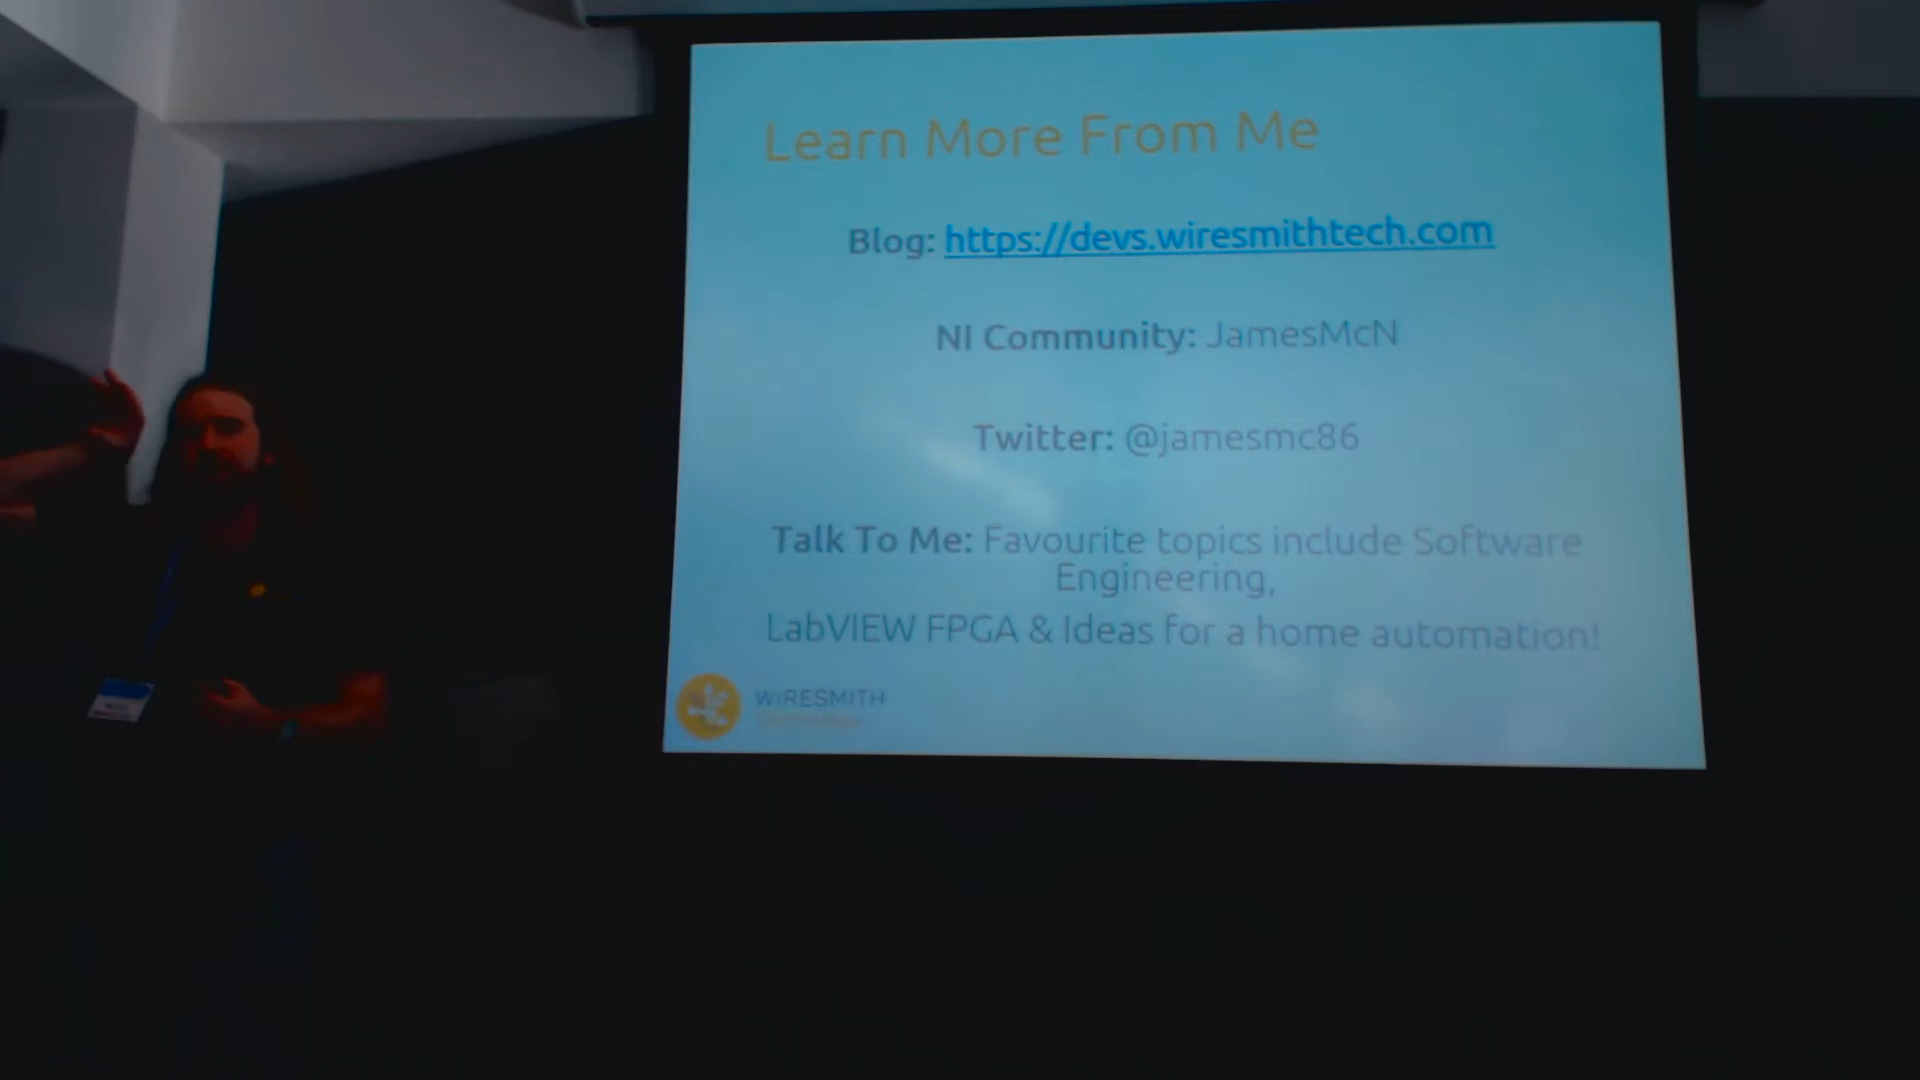 Learn More From Me
Blog: https://devs.wiresmithtech.com
NI Community: JamesMcN
Twitter: @jamesmc86
Talk To Me: Favourite topics include Software
Engineering,
LabVIEW FPGA & Ideas for a home automation!
WIRESMITH